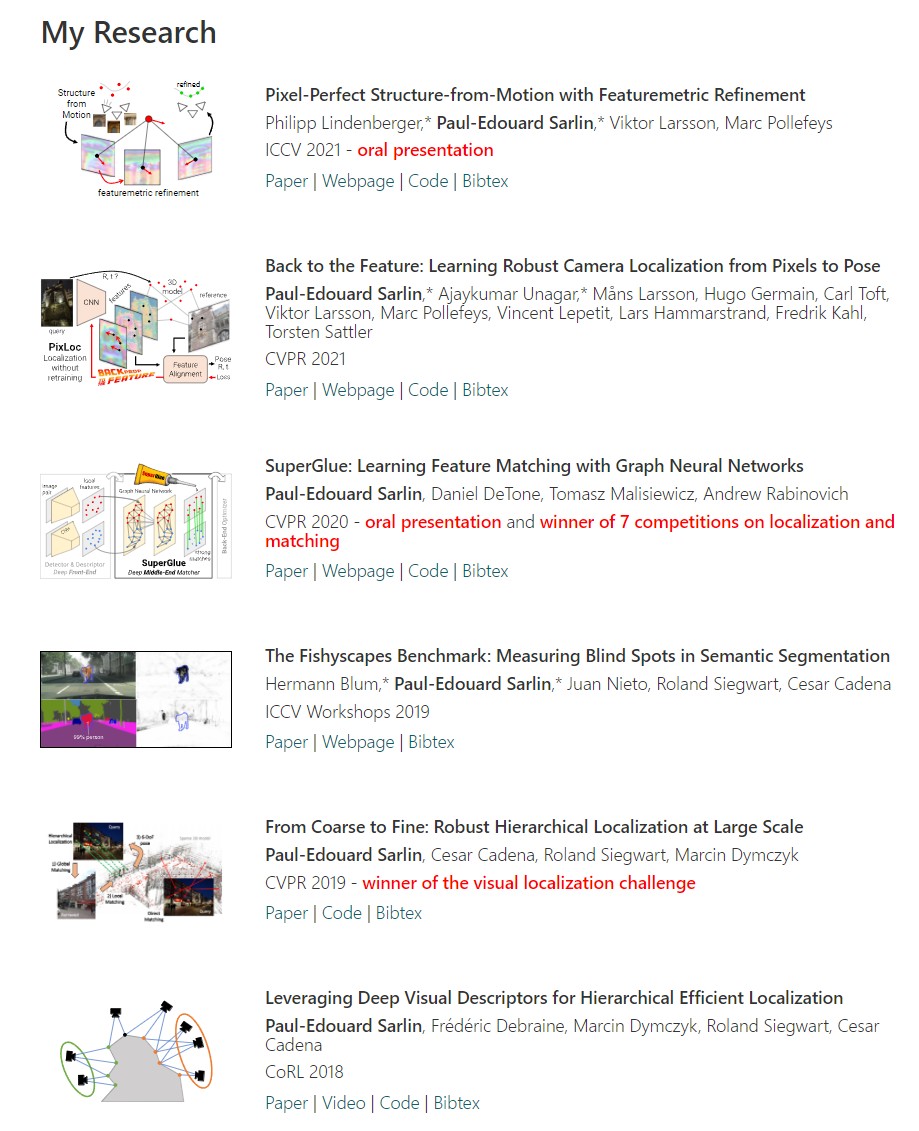 My Research
Structure
from
Motion
refined
featuremetric refinement
Pixel-Perfect Structure-from-Motion with Featuremetric Refinement
Philipp Lindenberger,* Paul-Edouard Sarlin,* Viktor Larsson, Marc Pollefeys
ICCV 2021 - oral presentation
Paper | Webpage | Code | Bibtex
R, t ?
CNN
features
3D
model
reference
query
PixLoc
Localization
without
retraining
BACKPROP
TO THE FEATURE
Feature
Alignment
Pose
R, t
Loss
Back to the Feature: Learning Robust Camera Localization from Pixels to Pose
Paul-Edouard Sarlin,* Ajaykumar Unagar,* Måns Larsson, Hugo Germain, Carl Toft,
Viktor Larsson, Marc Pollefeys, Vincent Lepetit, Lars Hammarstrand, Fredrik Kahl,
Torsten Sattler
CVPR 2021
Paper | Webpage | Code | Bibtex
SuperGlue
image
pair
local
features
Graph Neural Network
strong
matches
Back-End Optimizer
Detector & Descriptor
Deep Front-End
SuperGlue
Deep Middle-End Matcher
SuperGlue: Learning Feature Matching with Graph Neural Networks
Paul-Edouard Sarlin, Daniel DeTone, Tomasz Malisiewicz, Andrew Rabinovich
CVPR 2020 - oral presentation and winner of 7 competitions on localization and
matching
Paper | Webpage | Code | Bibtex
99% person
The Fishyscapes Benchmark: Measuring Blind Spots in Semantic Segmentation
Hermann Blum,* Paul-Edouard Sarlin,* Juan Nieto, Roland Siegwart, Cesar Cadena
ICCV Workshops 2019
Paper | Webpage | Bibtex
Hierarchical
Localization
Query
3) 6-DoF
pose
1) Global
Matching
2) Local
Matching
Direct
Matching
Query
From Coarse to Fine: Robust Hierarchical Localization at Large Scale
Paul-Edouard Sarlin, Cesar Cadena, Roland Siegwart, Marcin Dymczyk
CVPR 2019 - winner of the visual localization challenge
Paper | Code | Bibtex
Leveraging Deep Visual Descriptors for Hierarchical Efficient Localization
Paul-Edouard Sarlin, Frédéric Debraine, Marcin Dymczyk, Roland Siegwart, Cesar
Cadena
CoRL 2018
Paper | Video | Code | Bibtex